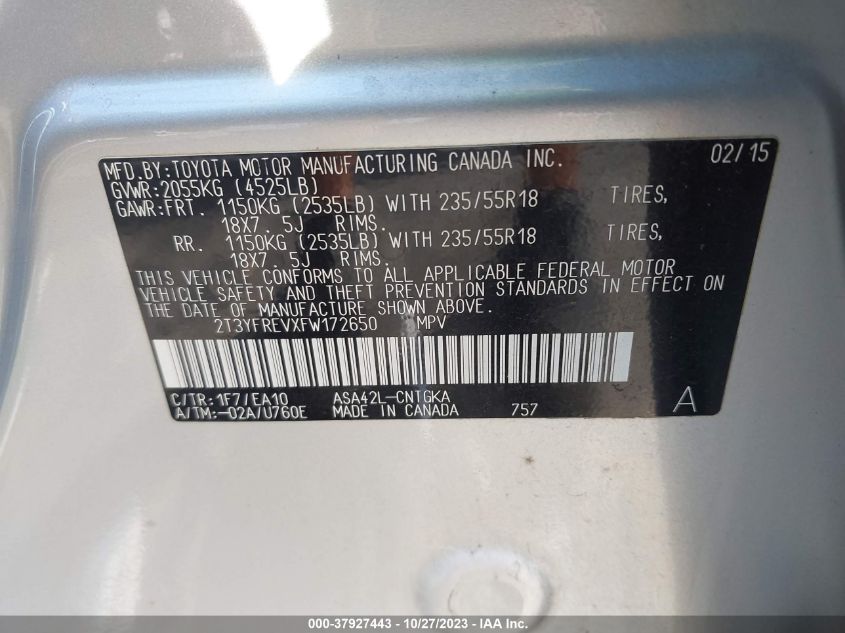 MFD.BY:TOYOTA MOTOR MANUFACTURING CANADA INC. 02/15
GVWR:2055KG (4525LB)
GAWR:FRT. 1150KG (2535LB) WITH 235/55R18 TIRES,
18X7.5J RIMS.
RR. 1150KG (2535LB) WITH 235/55R18 TIRES,
18X7.5J RIMS.
THIS VEHICLE CONFORMS TO ALL APPLICABLE FEDERAL MOTOR
VEHICLE SAFETY AND THEFT PREVENTION STANDARDS IN EFFECT ON
THE DATE OF MANUFACTURE SHOWN ABOVE.
2T3YFREVXFW172650 MPV
C/TR:1F7/EA10 ASA42L-CNTGKA
A/TM:-02A/U760E MADE IN CANADA 757 A
000-37927443 - 10/27/2023 - IAA Inc.